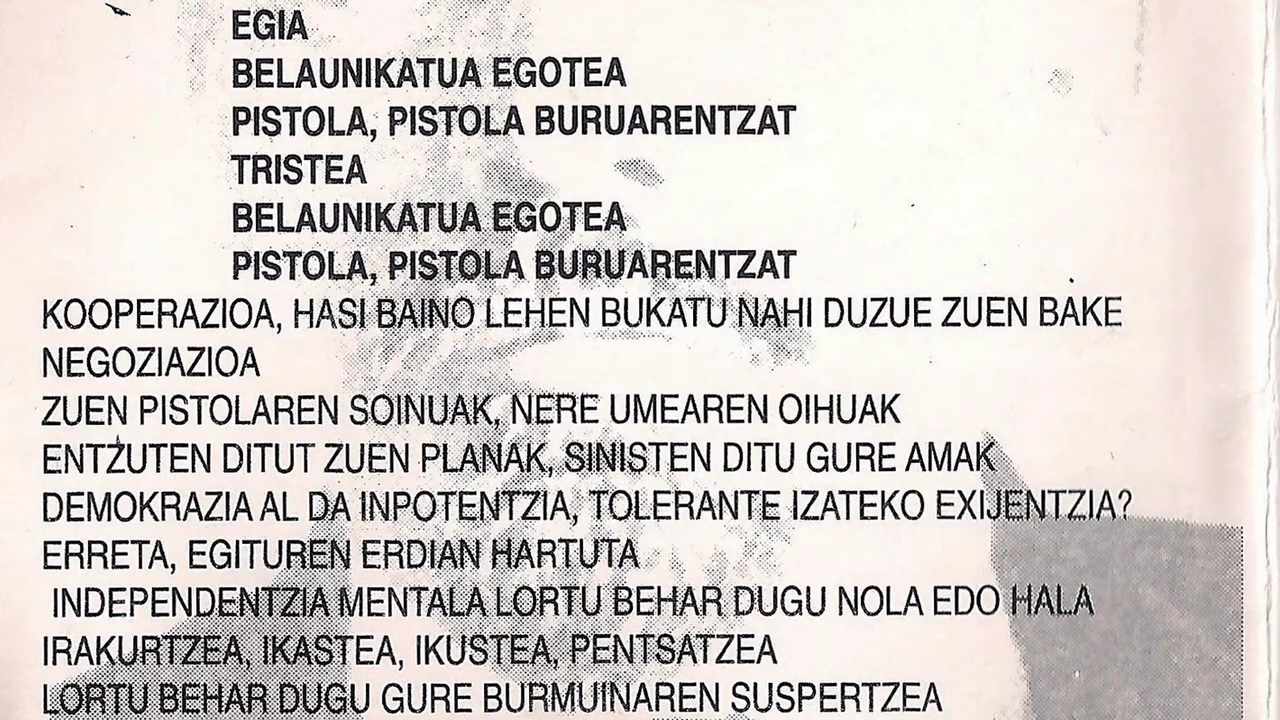 EGIA
BELAUNIKATUA EGOTEA
PISTOLA, PISTOLA BURUARENTZAT
TRISTEA
BELAUNIKATUA EGOTEA
PISTOLA, PISTOLA BURUARENTZAT
KOOPERAZIOA, HASI BAINO LEHEN BUKATU NAHI DUZUE ZUEN BAKE
NEGOZIAZIOA
ZUEN PISTOLAREN SOINUAK, NERE UMEAREN OIHUAK
ENTZUTEN DITUT ZUEN PLANAK, SINISTEN DITU GURE AMAK
DEMOKRAZIA AL DA INPOTENTZIA, TOLERANTE IZATEKO EXIJENTZIA?
ERRETA, EGITUREN ERDIAN HARTUTA
INDEPENDENTZIA MENTALA LORTU BEHAR DUGU NOLA EDO HALA
IRAKURTZEA, IKASTEA, IKUSTEA, PENTSATZEA
LORTU BEHAR DUGU GURE BURMUINAREN SUSPERTZEA